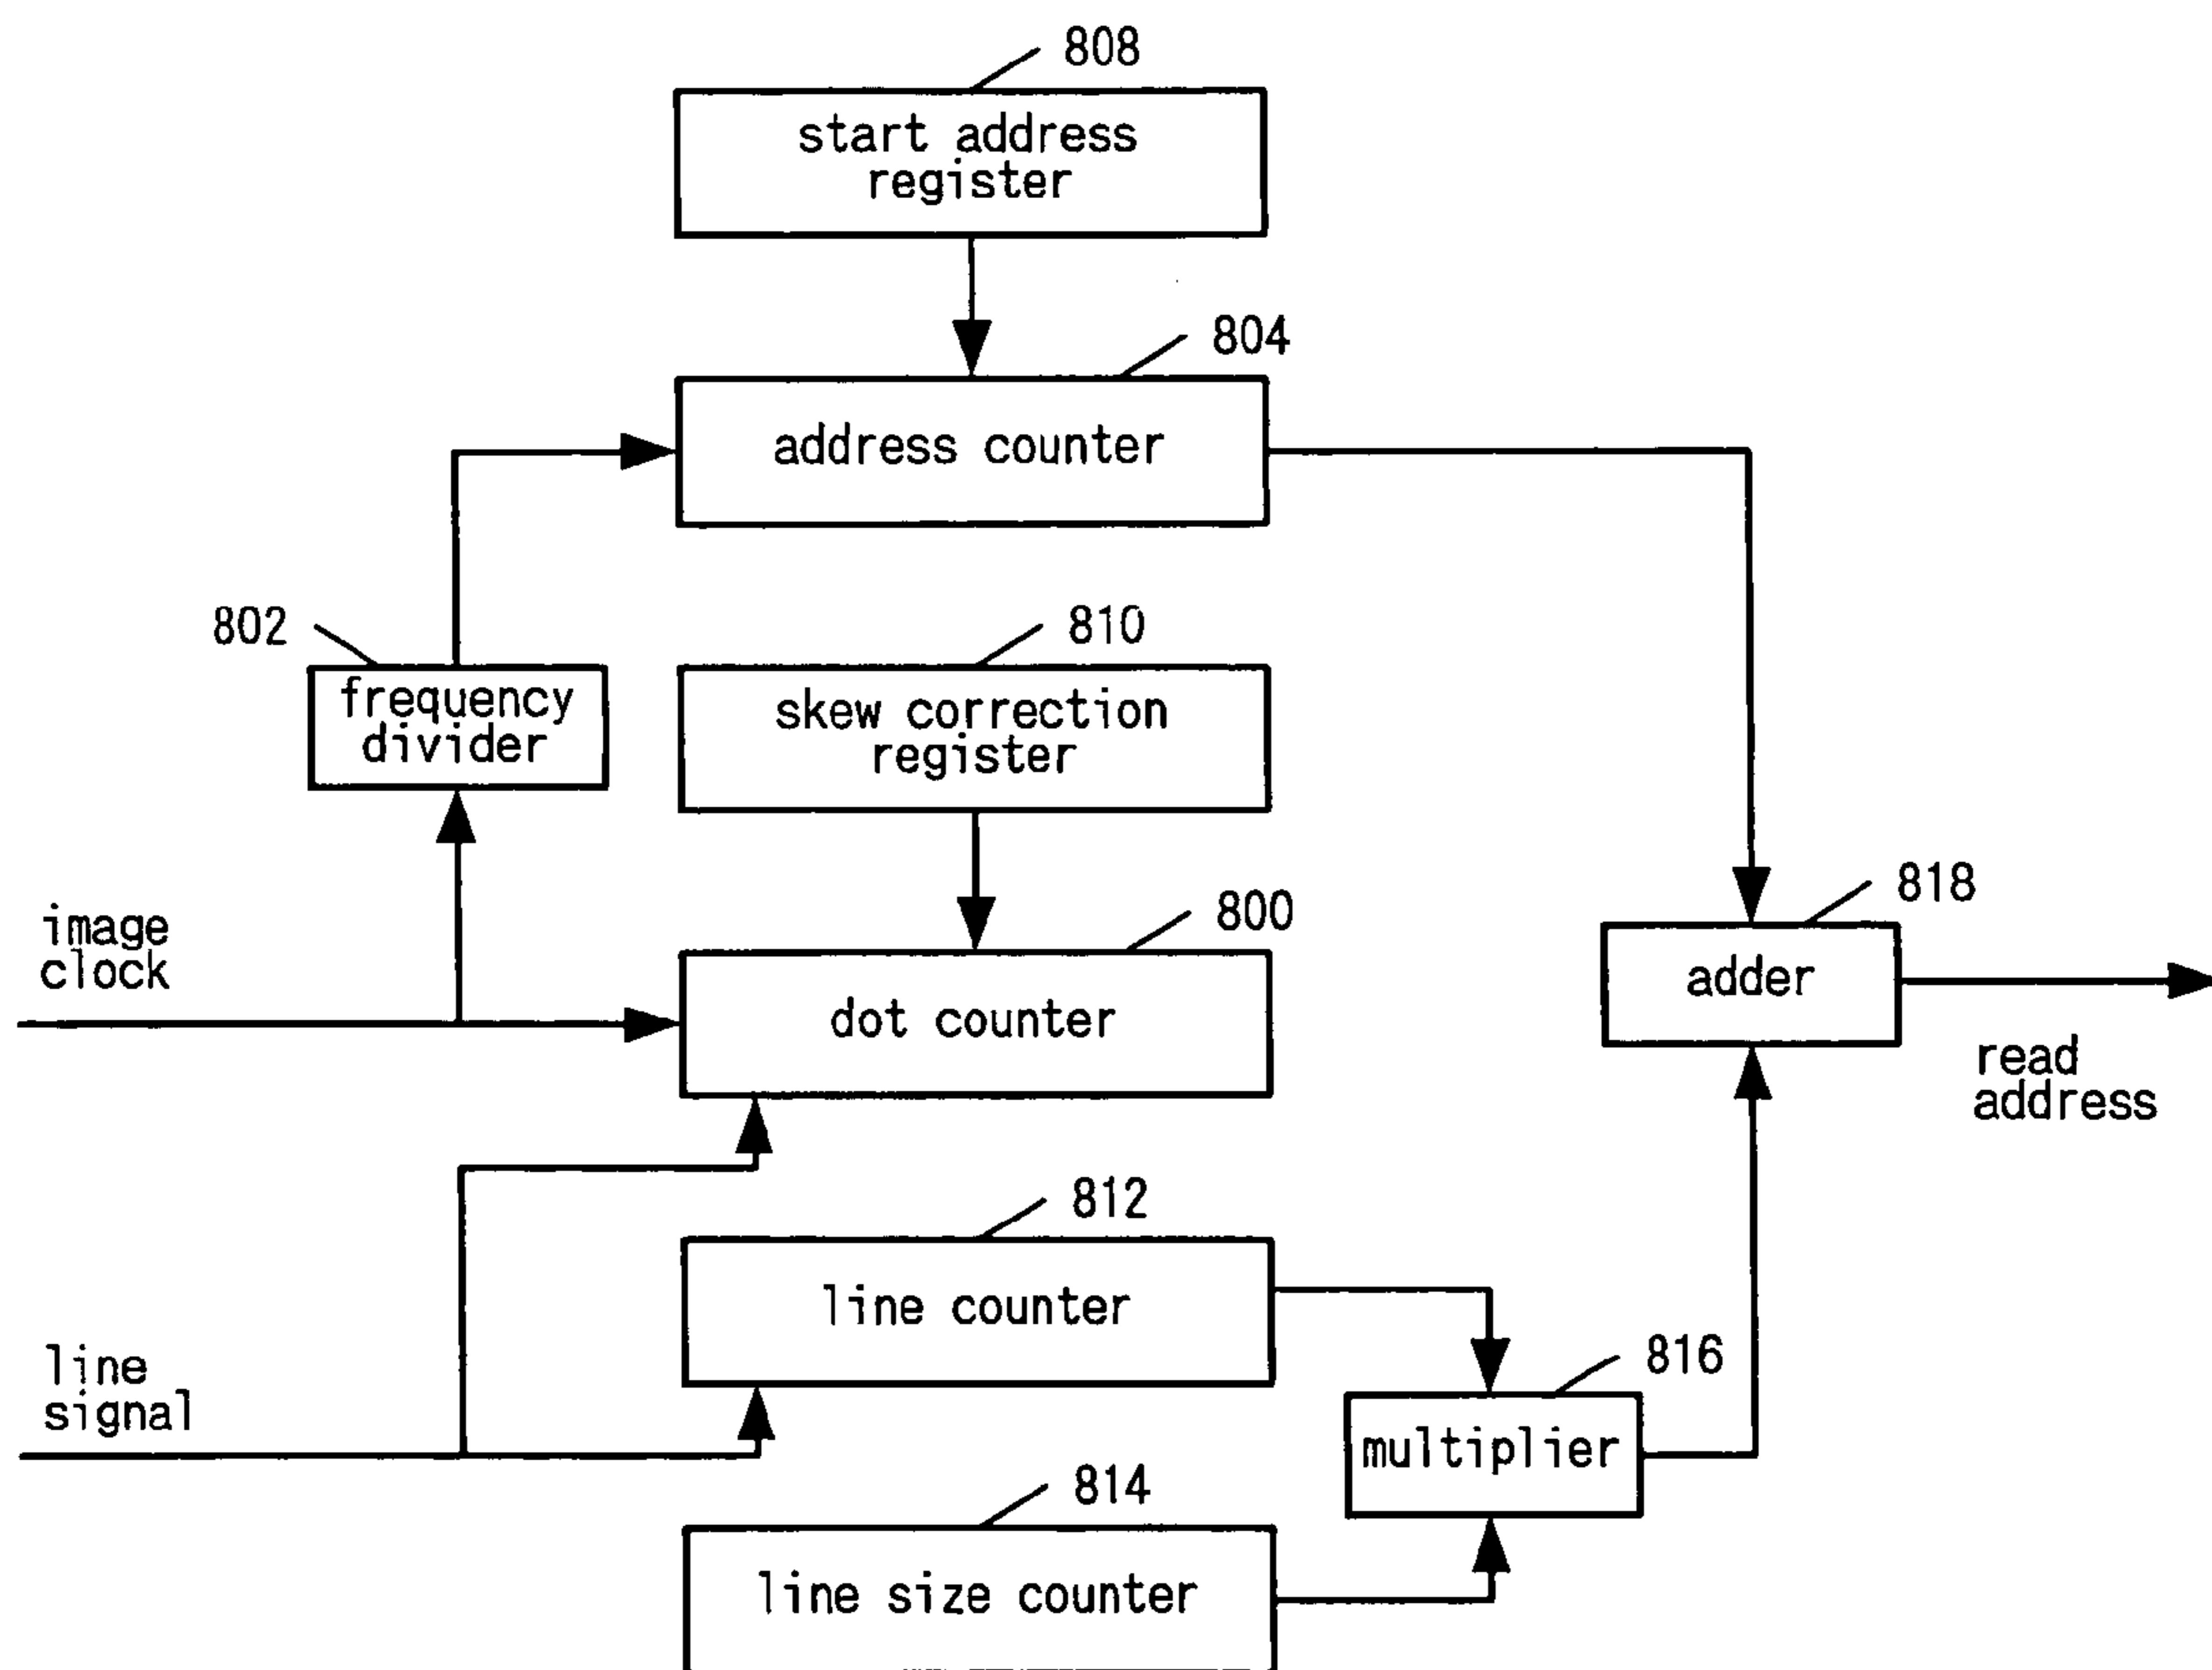 808
start address
register
804
address counter
802
frequency
divider
810
skew correction
register
image
clock
800
dot counter
818
adder
read
address
812
line counter
line
signal
816
multiplier
814
line size counter